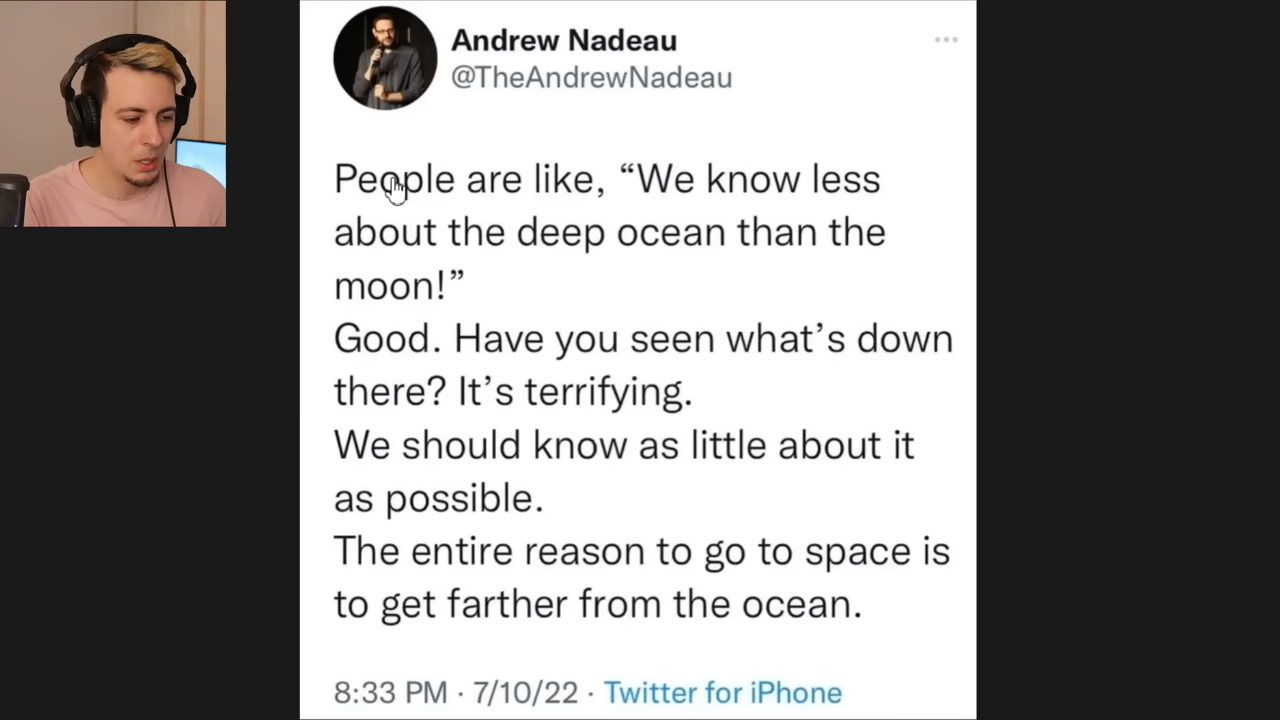 Andrew Nadeau
@TheAndrewNadeau
People are like, “We know less
about the deep ocean than the
moon!”
Good. Have you seen what’s down
there? It’s terrifying.
We should know as little about it
as possible.
The entire reason to go to space is
to get farther from the ocean.
8:33 PM · 7/10/22 · Twitter for iPhone